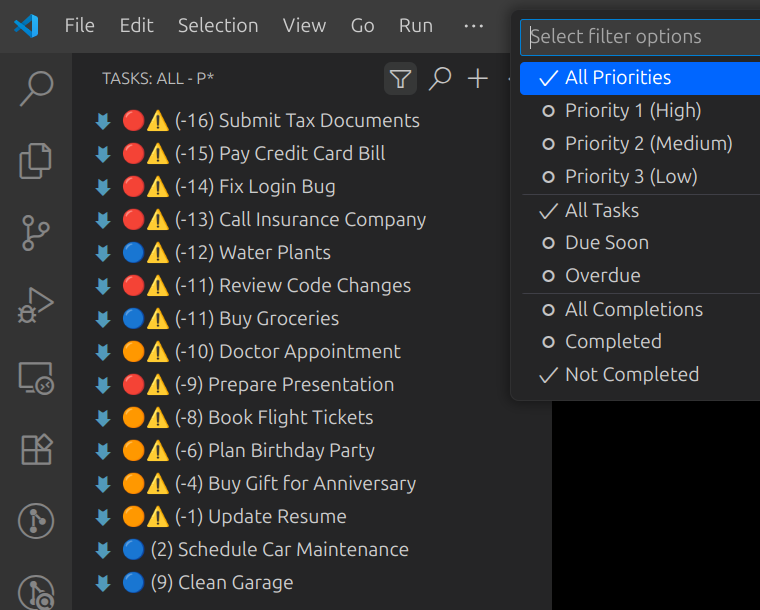 File Edit Selection View Go Run ···
TASKS: ALL - P*
(-16) Submit Tax Documents
(-15) Pay Credit Card Bill
(-14) Fix Login Bug
(-13) Call Insurance Company
(-12) Water Plants
(-11) Review Code Changes
(-11) Buy Groceries
(-10) Doctor Appointment
(-9) Prepare Presentation
(-8) Book Flight Tickets
(-6) Plan Birthday Party
(-4) Buy Gift for Anniversary
(-1) Update Resume
(2) Schedule Car Maintenance
(9) Clean Garage
Select filter options
All Priorities
Priority 1 (High)
Priority 2 (Medium)
Priority 3 (Low)
All Tasks
Due Soon
Overdue
All Completions
Completed
Not Completed